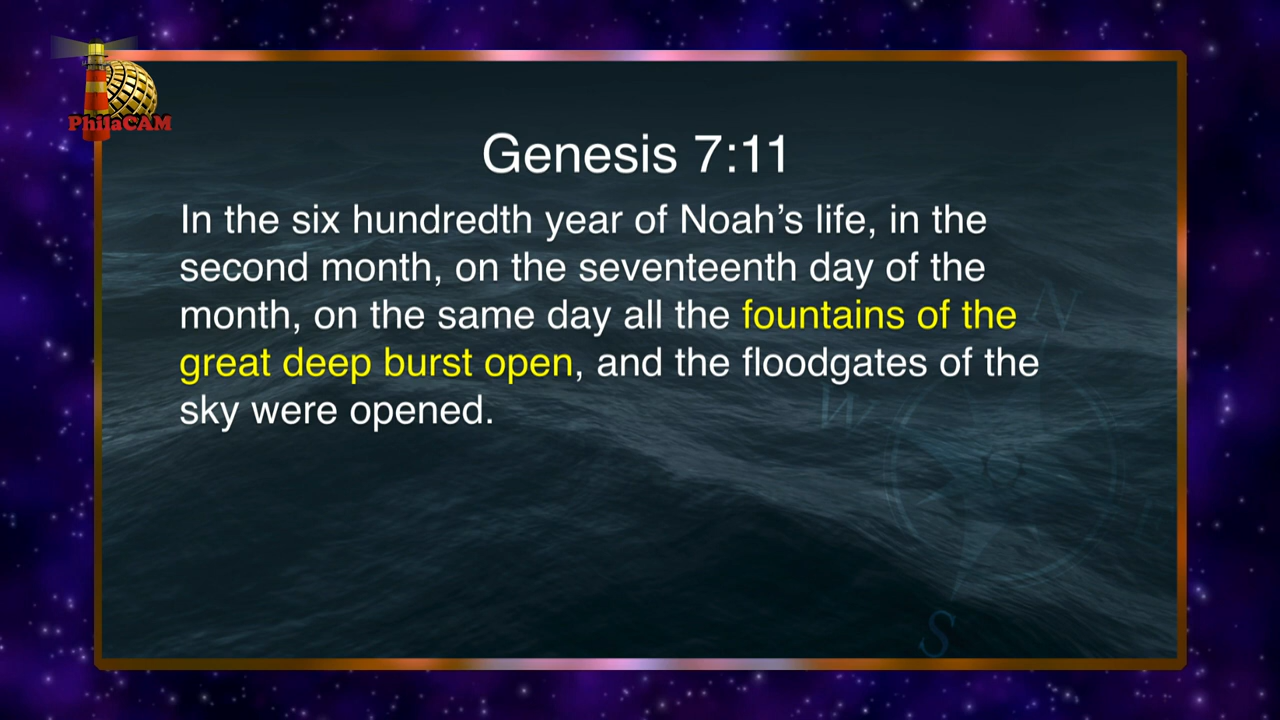 PhilaCAM
Genesis 7:11
In the six hundredth year of Noah’s life, in the
second month, on the seventeenth day of the
month, on the same day all the fountains of the
great deep burst open, and the floodgates of the
sky were opened.
N
W
S